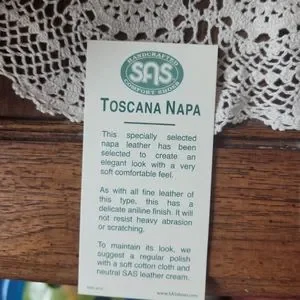 HANDCRAFTED
SAS
COMFORT SHOES
TOSCANA NAPA
This specially selected
napa leather has been
selected to create an
elegant look with a very
soft comfortable feel.
As with all fine leather of
this type, this has a
delicate aniline finish. It will
not resist heavy abrasion
or scratching.
To maintain its look, we
suggest a regular polish
with a soft cotton cloth and
neutral SAS leather cream.